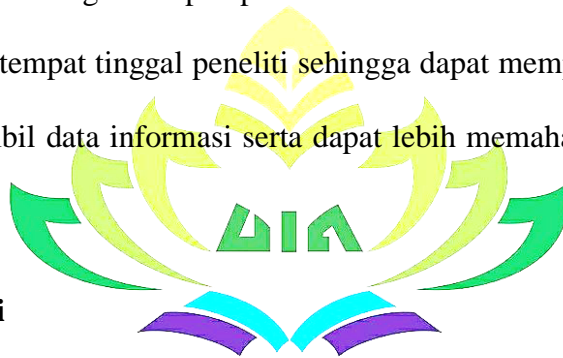 tempat tinggal peneliti sehingga dapat mem
bil data informasi serta dapat lebih memaha
UIN
i